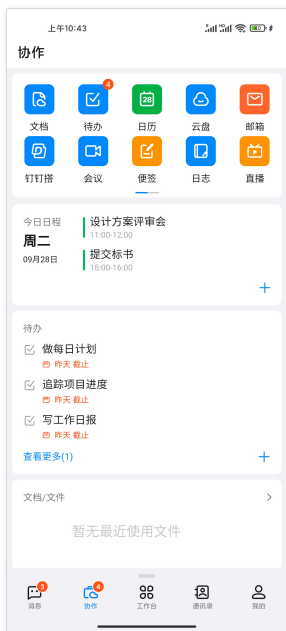 上午10:43
协作
4
28
文档 待办 日历 云盘 邮箱
钉钉搭 会议 便签 日志 直播
今日日程
周二
09月28日
设计方案评审会
11:00-12:00
提交标书
15:00-16:00
待办
做每日计划
昨天 截止
追踪项目进度
昨天 截止
写工作日报
昨天 截止
查看更多(1)
文档/文件
暂无最近使用文件
3 4
消息 协作 工作台 通讯录 我的